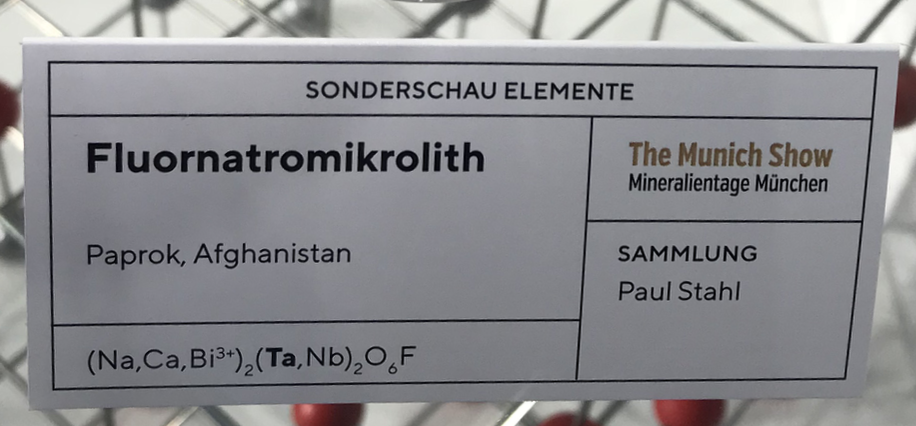 SONDERSCHAU ELEMENTE
Fluornatromikrolith
Paprok, Afghanistan
(Na,Ca,Bi³⁺)₂(Ta,Nb)₂O₆F
The Munich Show
Mineralientage München
SAMMLUNG
Paul Stahl